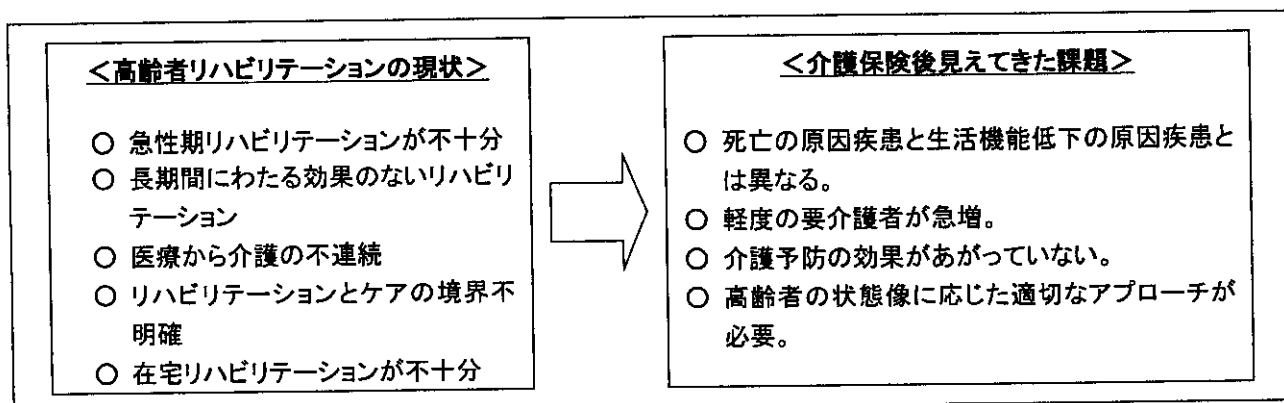 ＜高齢者リハビリテーションの現状＞
○ 急性期リハビリテーションが不十分
○ 長期間にわたる効果のないリハビリ
テーション
○ 医療から介護の不連続
○ リハビリテーションとケアの境界不
明確
○ 在宅リハビリテーションが不十分
＜介護保険後見えてきた課題＞
○ 死亡の原因疾患と生活機能低下の原因疾患と
は異なる。
○ 軽度の要介護者が急増。
○ 介護予防の効果があがっていない。
○ 高齢者の状態像に応じた適切なアプローチが
必要。